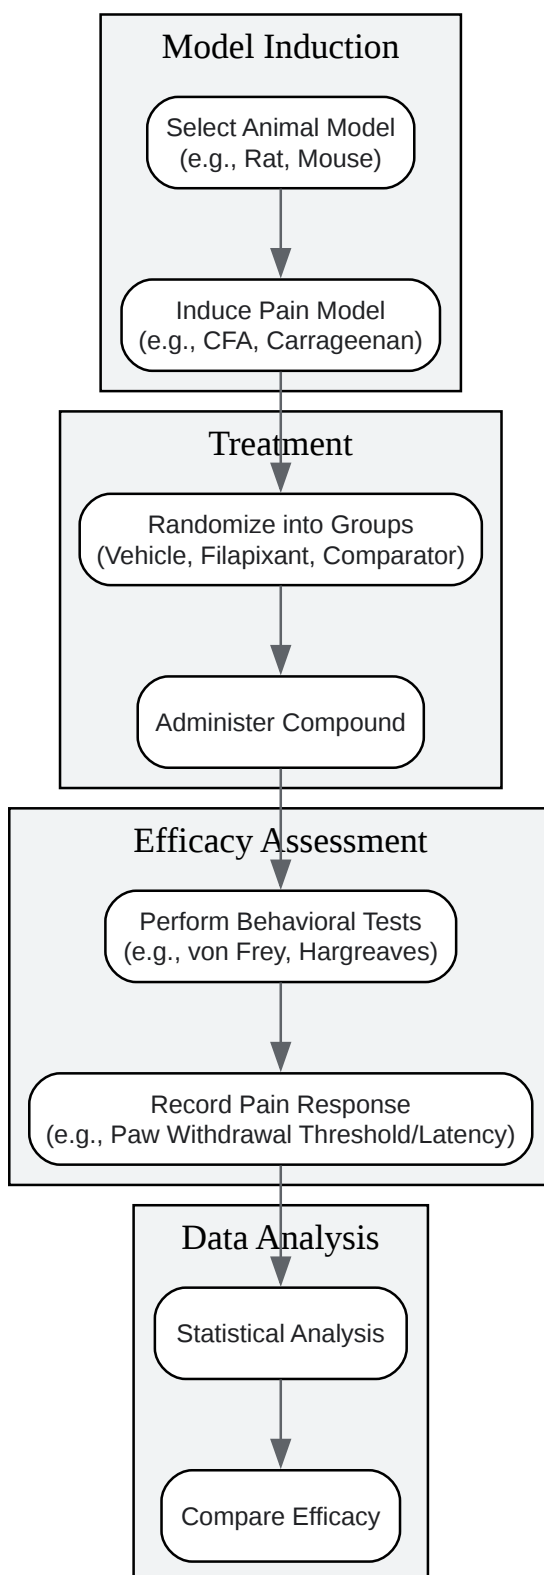 Model Induction
Select Animal Model
(e.g., Rat, Mouse)
Induce Pain Model
(e.g., CFA, Carrageenan)
Treatment
Randomize into Groups
(Vehicle, Filapixant, Comparator)
Administer Compound
Efficacy Assessment
Perform Behavioral Tests
(e.g., von Frey, Hargreaves)
Record Pain Response
(e.g., Paw Withdrawal Threshold/Latency)
Data Analysis
Statistical Analysis
Compare Efficacy